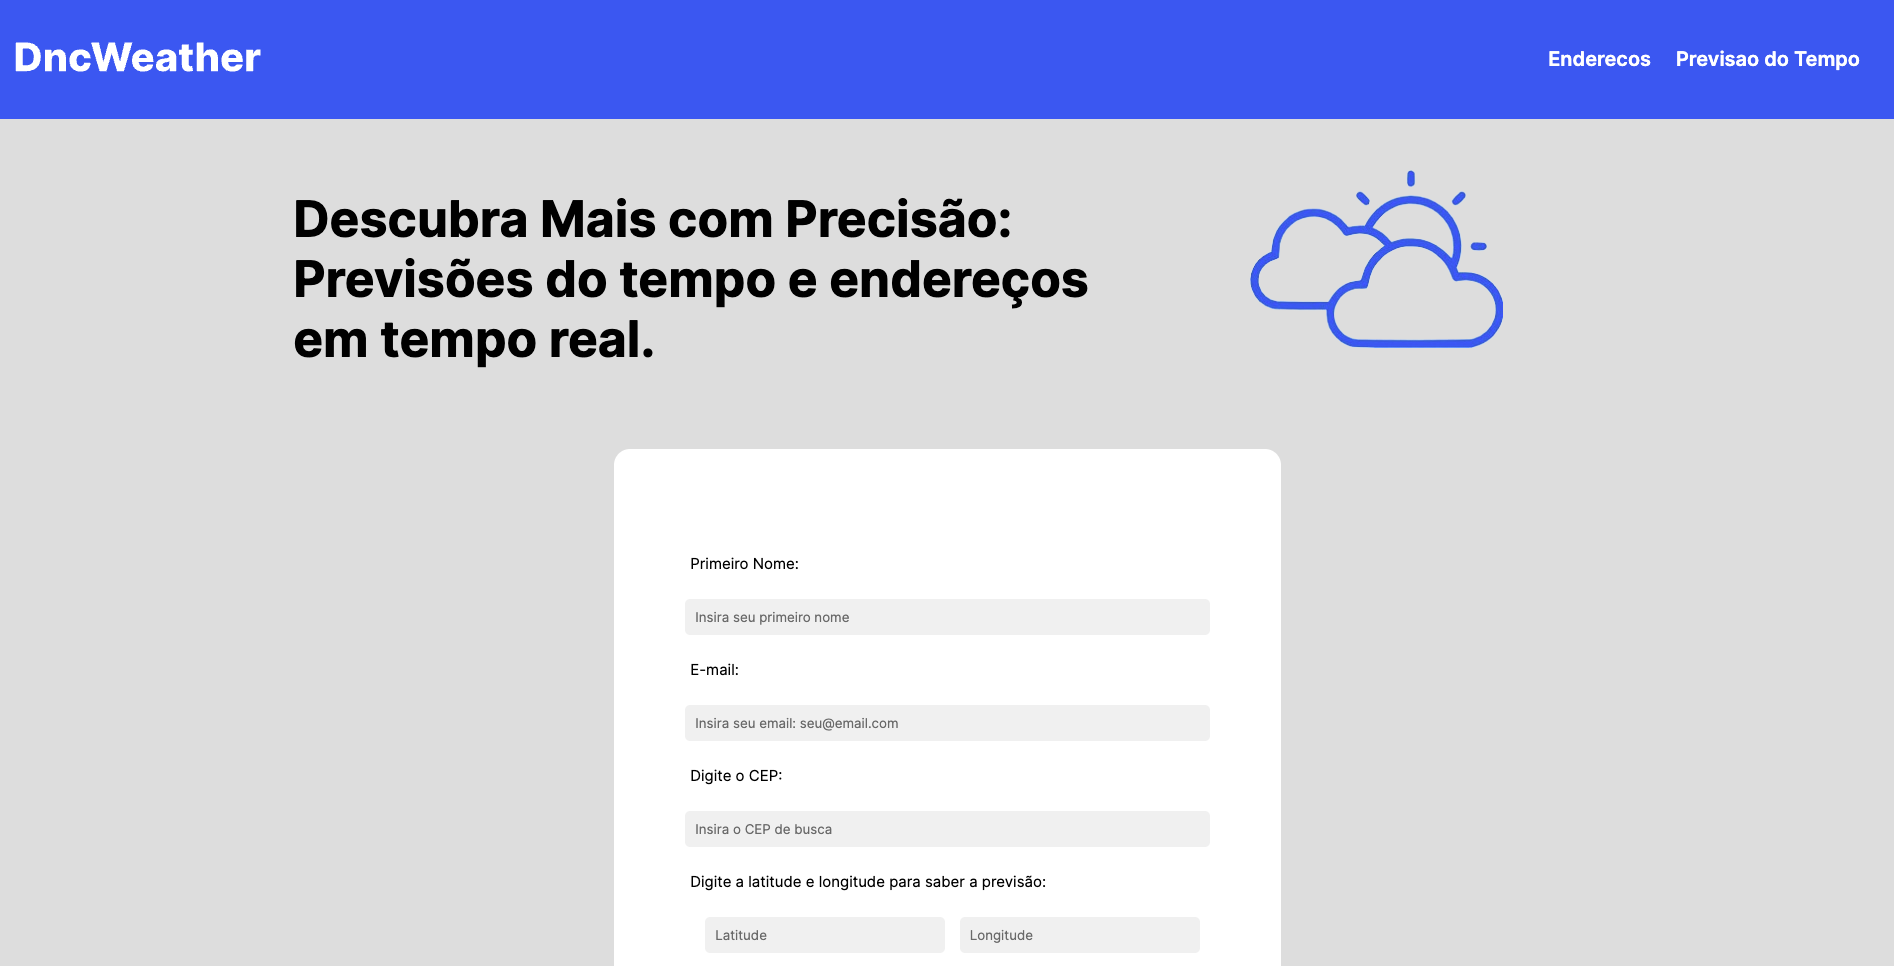 DncWeather
Enderecos
Previsao do Tempo
Descubra Mais com Precisão:
Previsões do tempo e endereços
em tempo real.
Primeiro Nome:
Insira seu primeiro nome
E-mail:
Insira seu email: seu@email.com
Digite o CEP:
Insira o CEP de busca
Digite a latitude e longitude para saber a previsão:
Latitude
Longitude